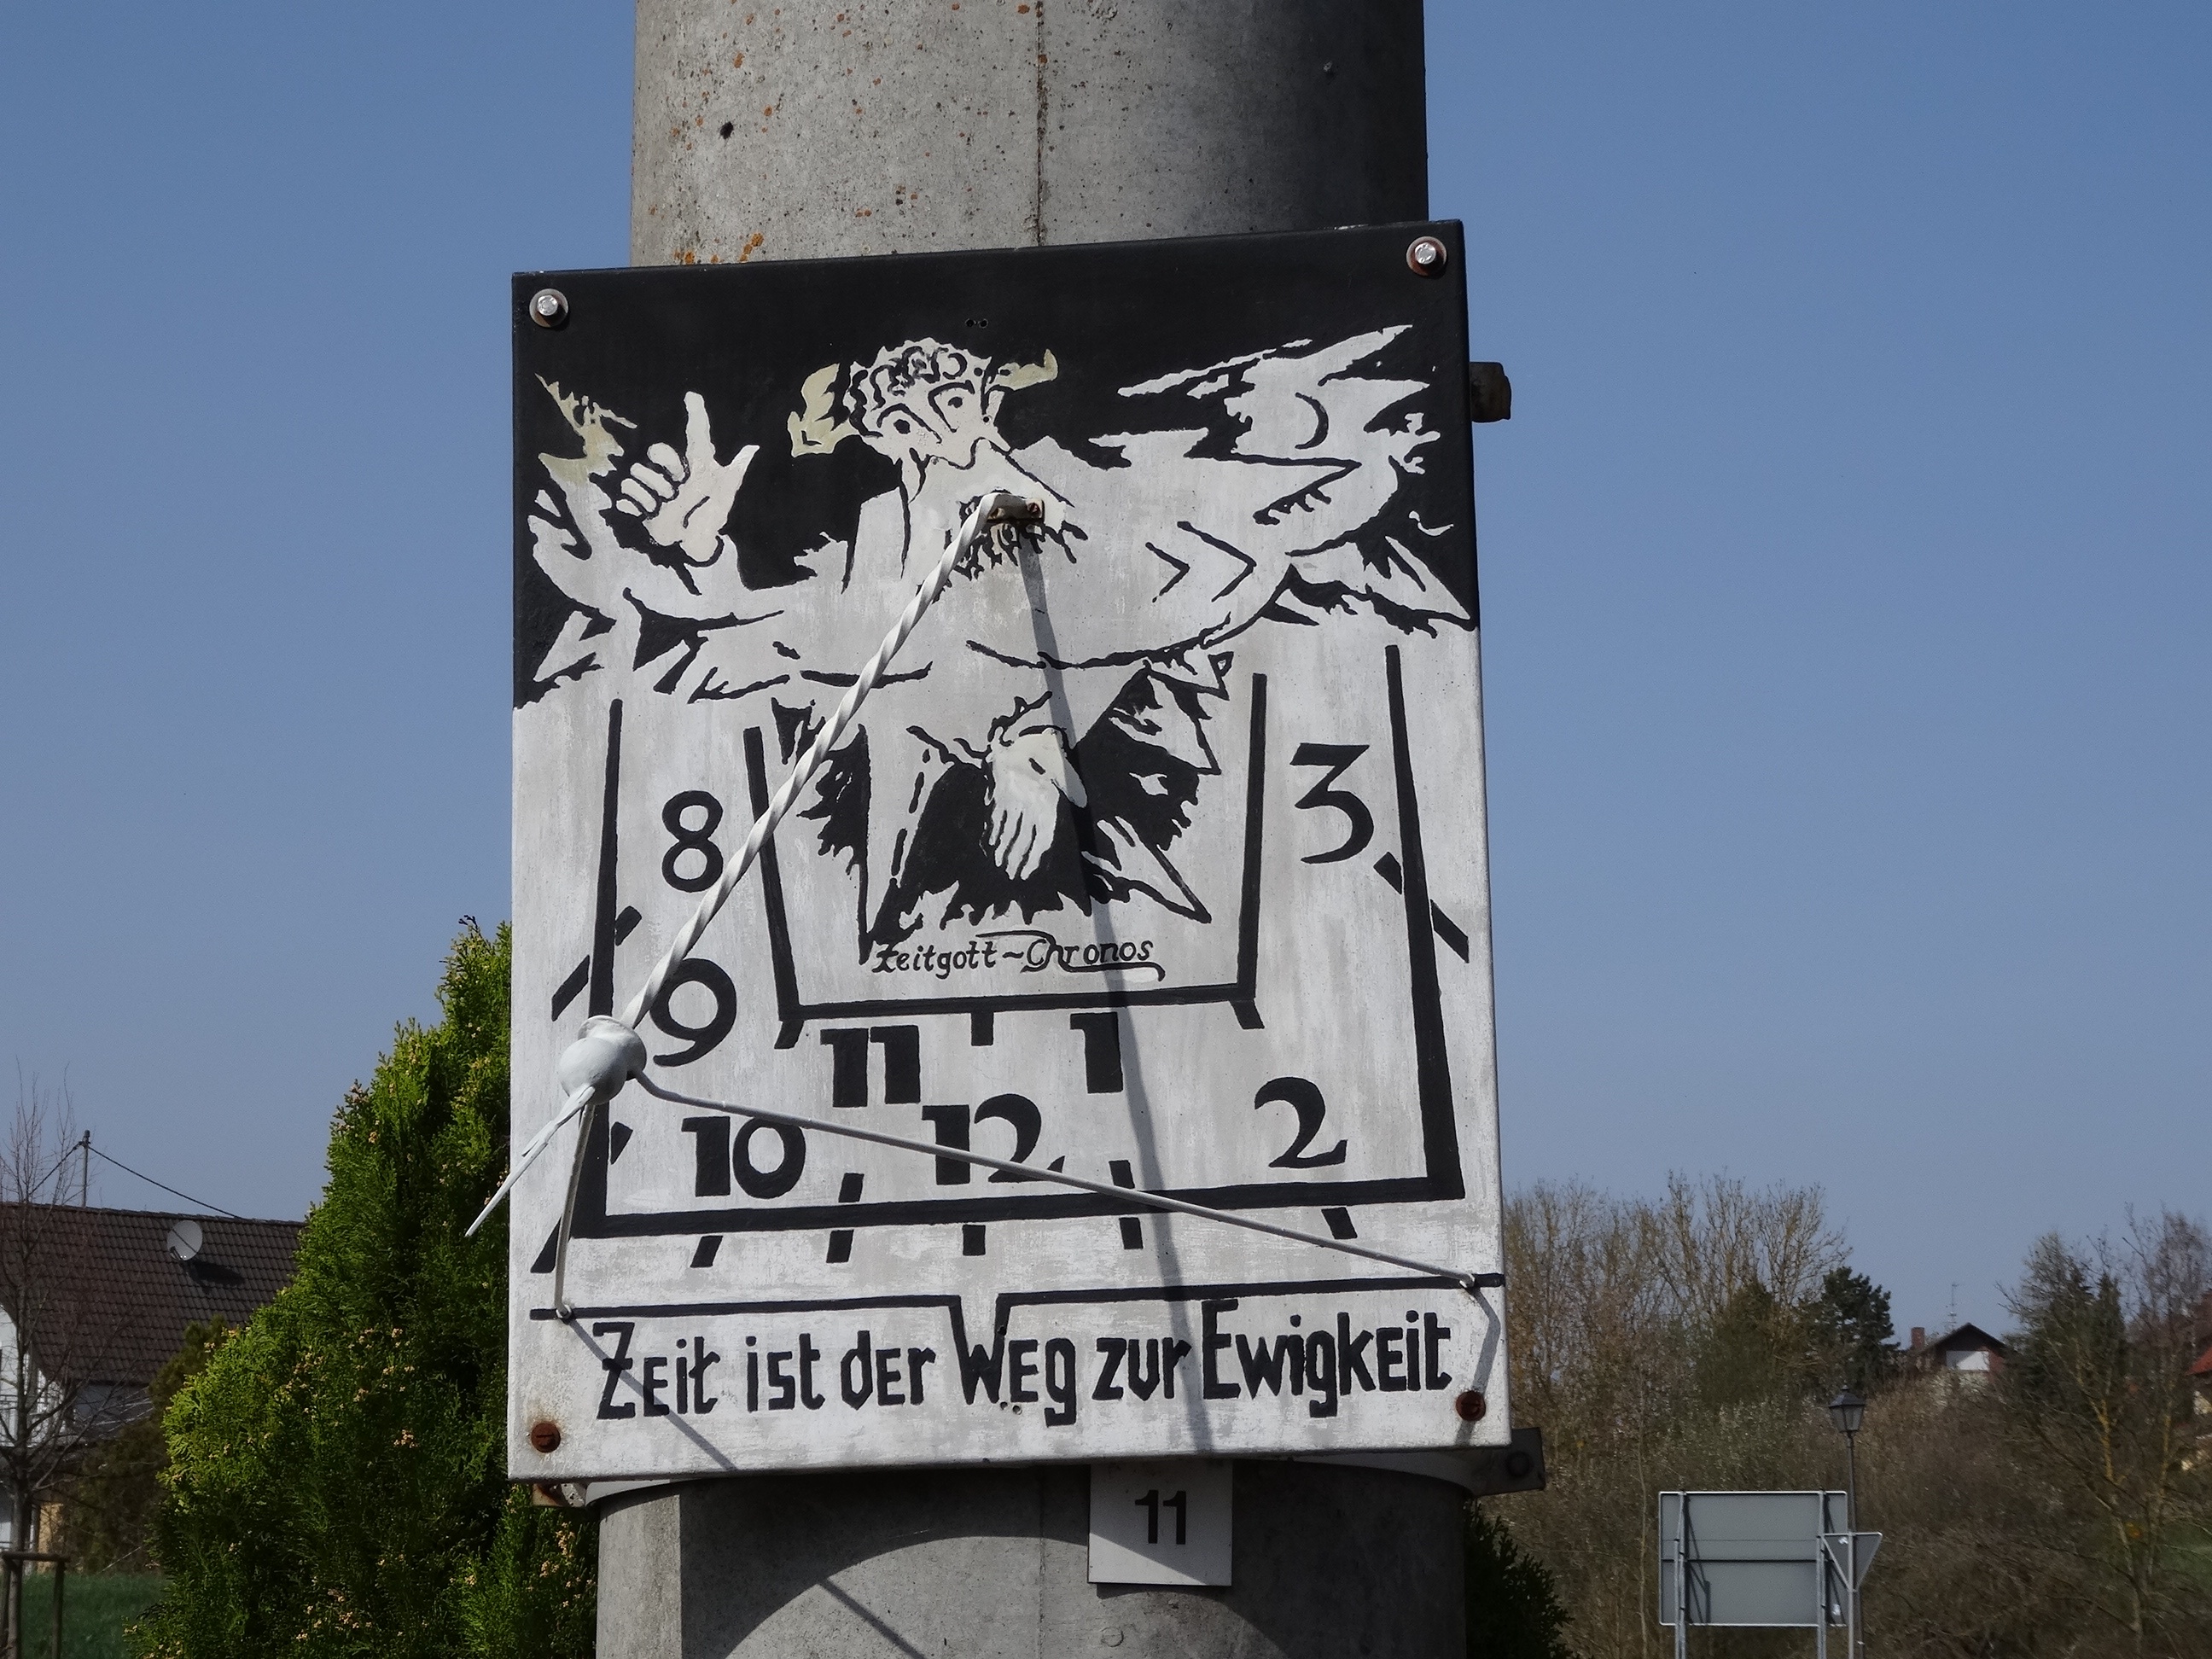 8 3
Zeitgott~Chronos
9
11 1
10 12 2
Zeit ist der Weg zur Ewigkeit
11